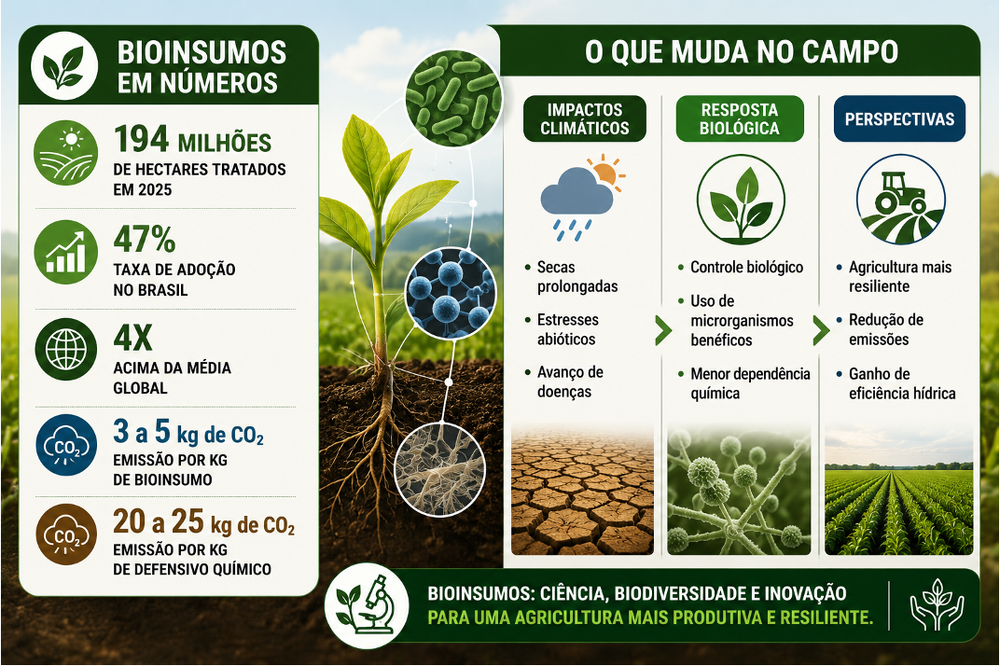 BIOINSUMOS
EM NÚMEROS
194 MILHÕES
DE HECTARES TRATADOS
EM 2025
47%
TAXA DE ADOÇÃO
NO BRASIL
4X
ACIMA DA MÉDIA
GLOBAL
CO₂
3 a 5 kg de CO₂
EMISSÃO POR KG
DE BIOINSUMO
CO₂
20 a 25 kg de CO₂
EMISSÃO POR KG
DE DEFENSIVO QUÍMICO
O QUE MUDA NO CAMPO
IMPACTOS
CLIMÁTICOS
• Secas
prolongadas
• Estresses
abióticos
• Avanço de
doenças
RESPOSTA
BIOLÓGICA
• Controle biológico
• Uso de
microrganismos
benéficos
• Menor dependência
química
PERSPECTIVAS
• Agricultura mais
resiliente
• Redução de
emissões
• Ganho de
eficiência hídrica
BIOINSUMOS: CIÊNCIA, BIODIVERSIDADE E INOVAÇÃO
PARA UMA AGRICULTURA MAIS PRODUTIVA E RESILIENTE.